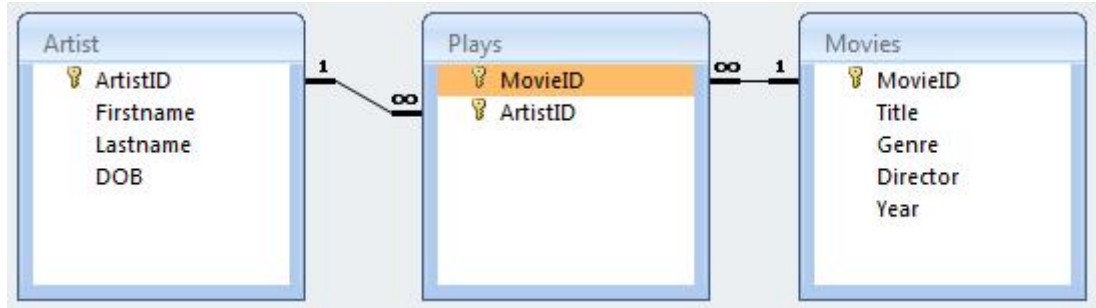 Artist
ArtistID
Firstname
Lastname
DOB
1
∞
Plays
MovieID
ArtistID
∞
1
Movies
MovieID
Title
Genre
Director
Year